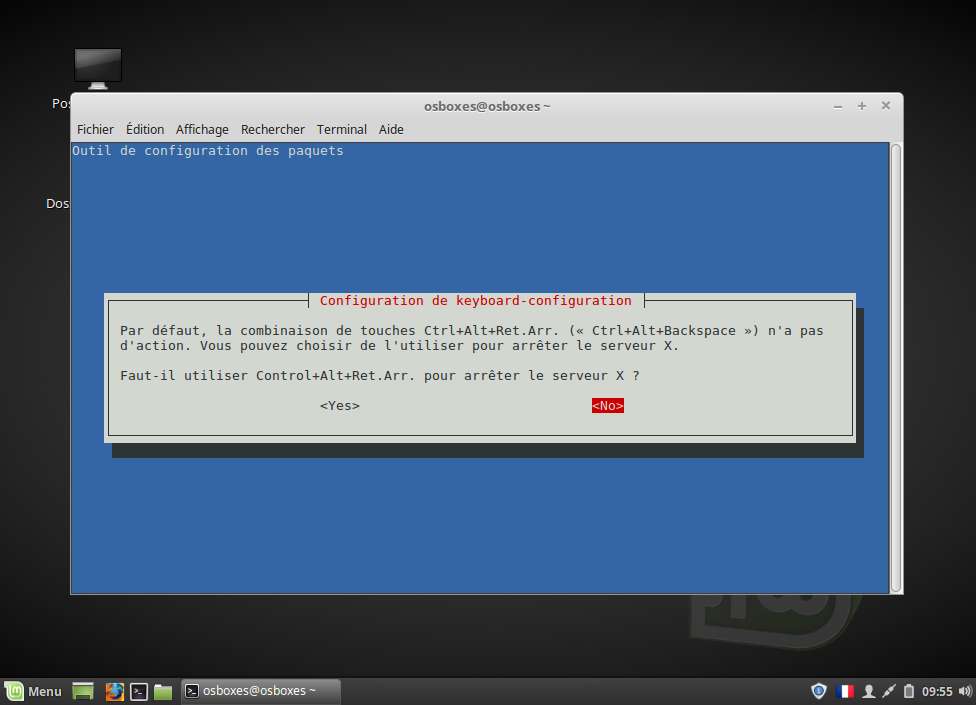 Pos
osboxes@osboxes ~
Fichier Édition Affichage Rechercher Terminal Aide
Outil de configuration des paquets
Dos
Configuration de keyboard-configuration
Par défaut, la combinaison de touches Ctrl+Alt+Ret.Arr. (« Ctrl+Alt+Backspace ») n'a pas
d'action. Vous pouvez choisir de l'utiliser pour arrêter le serveur X.
Faut-il utiliser Control+Alt+Ret.Arr. pour arrêter le serveur X ?
<Yes> <No>
Menu osboxes@osboxes ~ 09:55